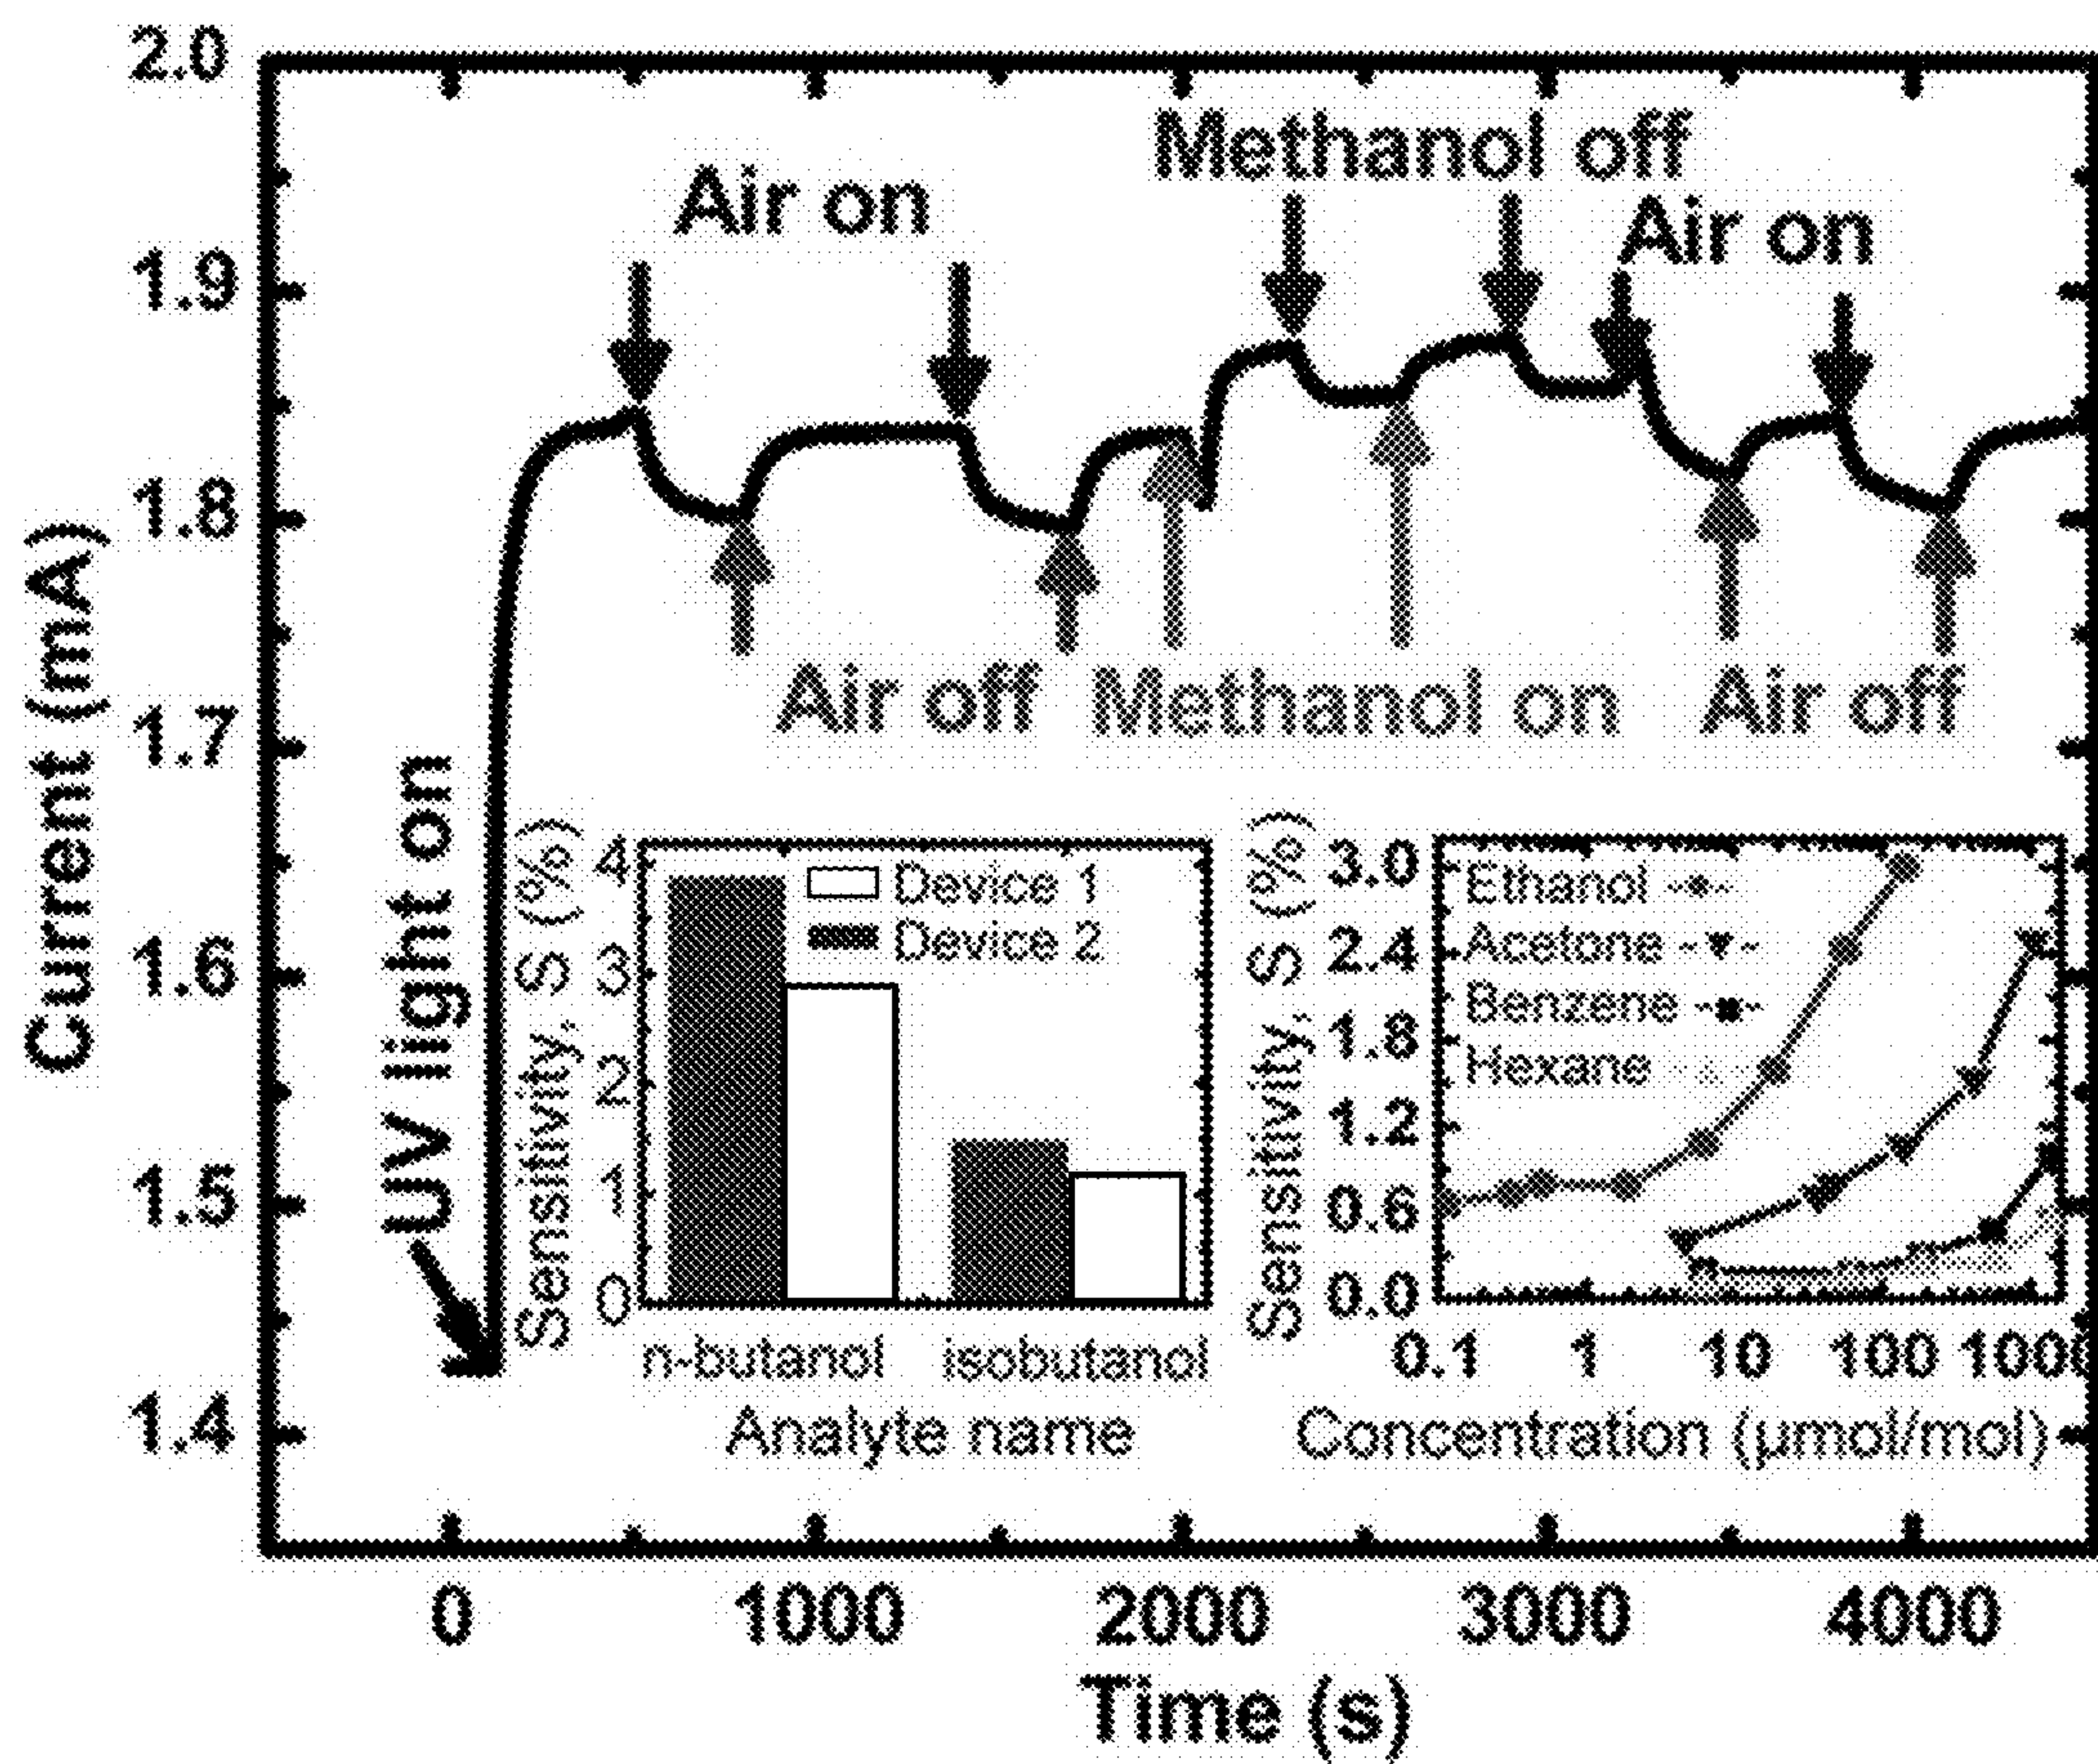 2.0
1.9
1.8
1.7
1.6
1.5
1.4
Current (mA)
Air on
Methanol off
Air on
Air off
Methanol on
Air off
UV light on
Sensitivity, S (%)
4
3
2
1
0
Device 1
Device 2
n-butanol isobutanol
Analyte name
Sensitivity, S (%)
3.0
2.4
1.8
1.2
0.6
0.0
Ethanol
Acetone
Benzene
Hexane
0.1 1 10 100 1000
Concentration (µmol/mol)
0 1000 2000 3000 4000
Time (s)